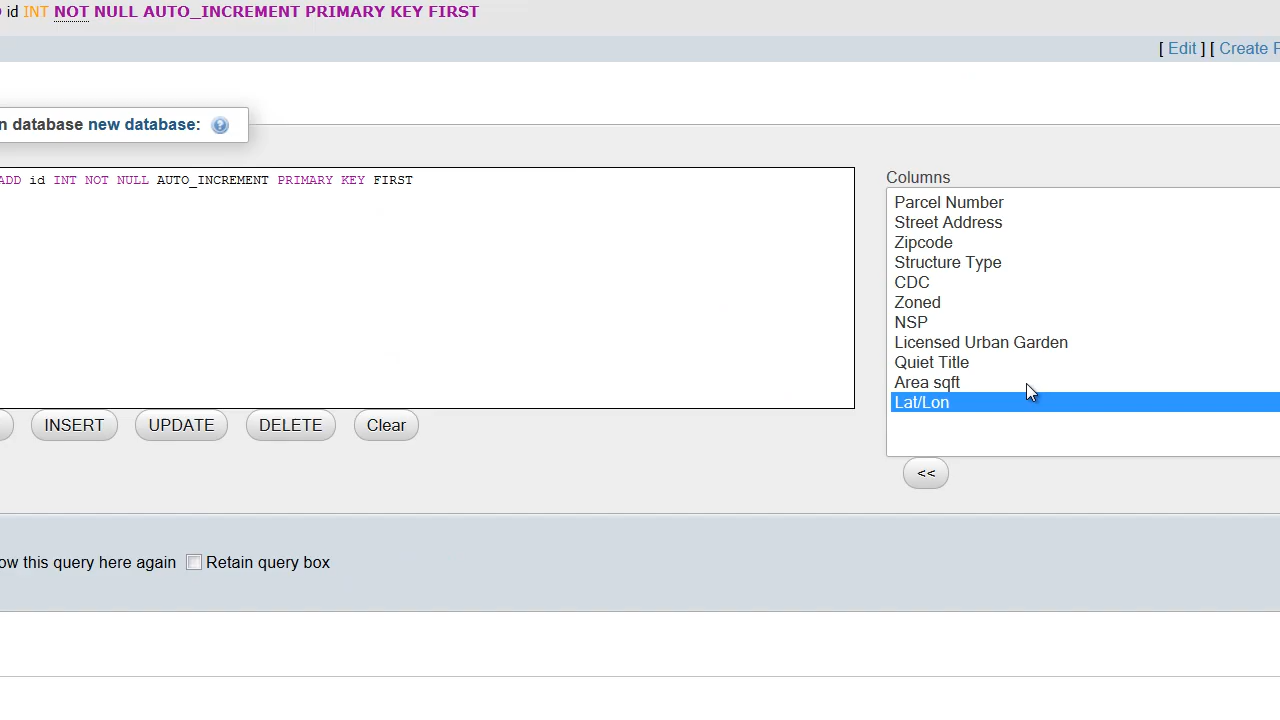 id INT NOT NULL AUTO_INCREMENT PRIMARY KEY FIRST
[ Edit ] [ Create
n database new database:
ADD id INT NOT NULL AUTO_INCREMENT PRIMARY KEY FIRST
Columns
Parcel Number
Street Address
Zipcode
Structure Type
CDC
Zoned
NSP
Licensed Urban Garden
Quiet Title
Area sqft
Lat/Lon
INSERT UPDATE DELETE Clear
<<
ow this query here again Retain query box